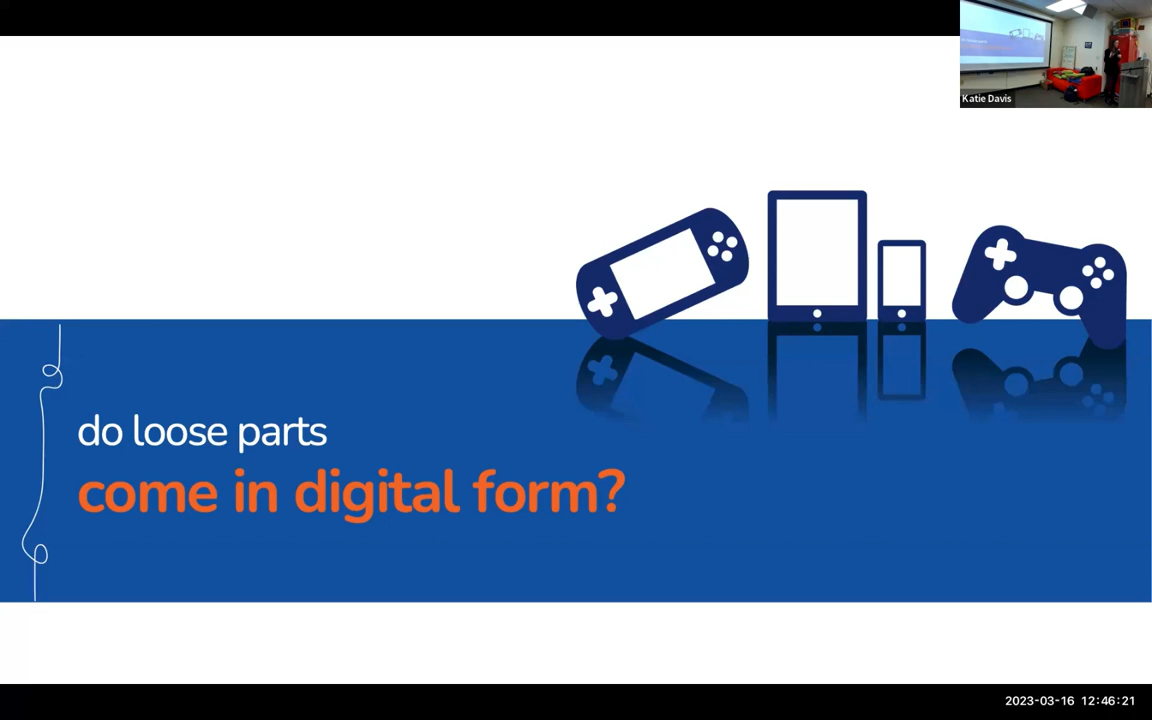 Katie Davis
do loose parts
come in digital form?
2023-03-16 12:46:21